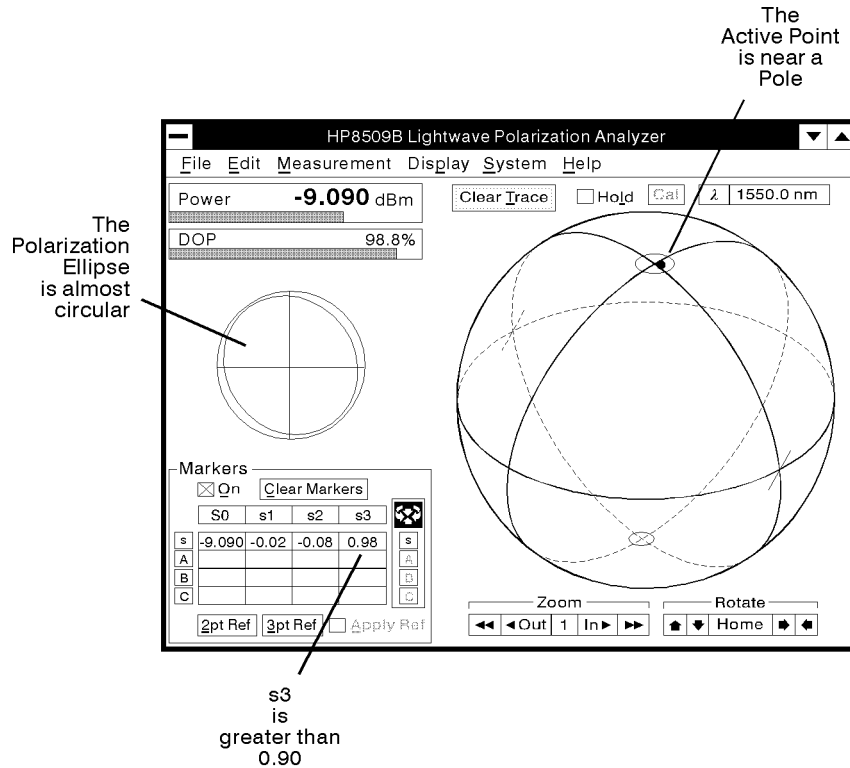 The
Active Point
is near a
Pole
HP8509B Lightwave Polarization Analyzer
File Edit Measurement Display System Help
Power -9.090 dBm
Clear Trace Hold Cal λ 1550.0 nm
DOP 98.8%
The
Polarization
Ellipse
is almost
circular
Markers
On Clear Markers
S0 s1 s2 s3
s -9.090 -0.02 -0.08 0.98 s
A A
B B
C C
2pt Ref 3pt Ref Apply Ref
Zoom
Out 1 In
Rotate
Home
s3
is
greater than
0.90